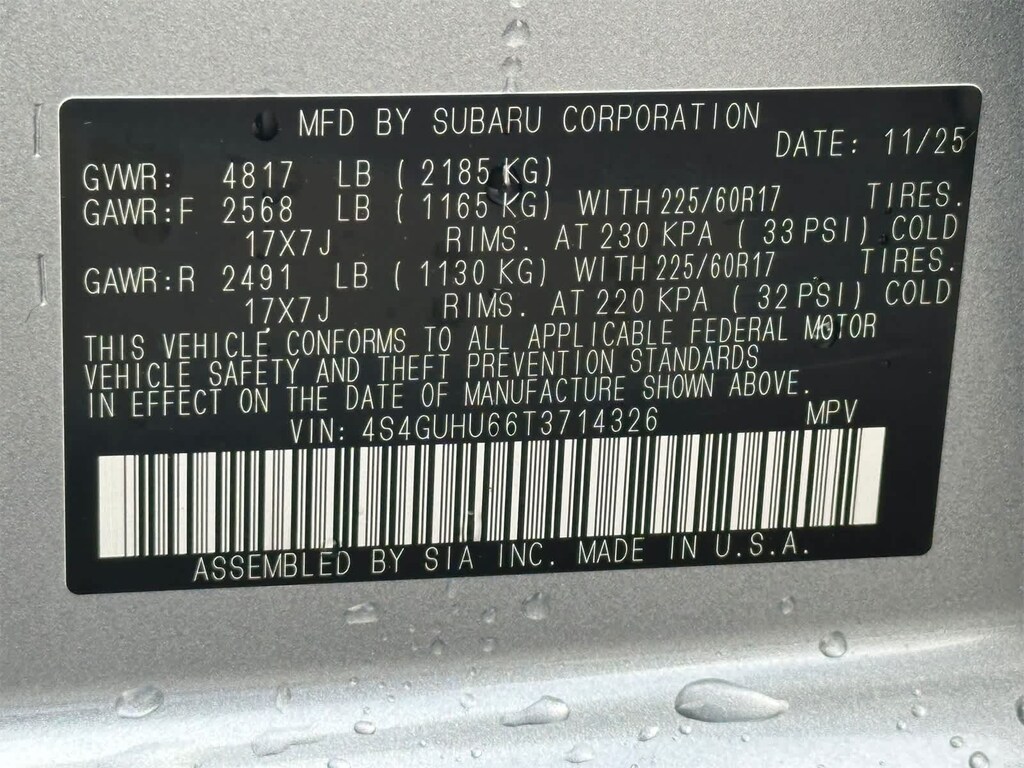 MFD BY SUBARU CORPORATION
DATE: 11/25
GVWR: 4817 LB ( 2185 KG)
GAWR:F 2568 LB ( 1165 KG) WITH 225/60R17 TIRES.
17X7J RIMS. AT 230 KPA ( 33 PSI) COLD
GAWR:R 2491 LB ( 1130 KG) WITH 225/60R17 TIRES.
17X7J RIMS. AT 220 KPA ( 32 PSI) COLD
THIS VEHICLE CONFORMS TO ALL APPLICABLE FEDERAL MOTOR
VEHICLE SAFETY AND THEFT PREVENTION STANDARDS
IN EFFECT ON THE DATE OF MANUFACTURE SHOWN ABOVE.
VIN: 4S4GUHU66T3714326 MPV
ASSEMBLED BY SIA INC. MADE IN U.S.A.